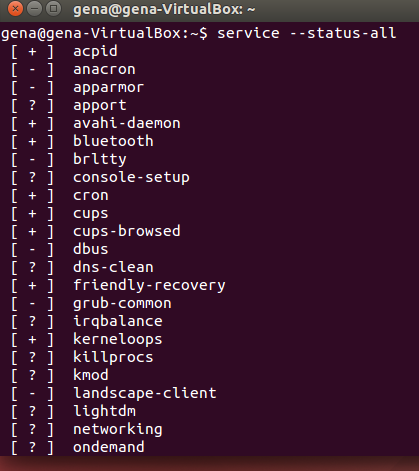 gena@gena-VirtualBox: ~
gena@gena-VirtualBox:~$ service --status-all
[ + ]  acpid
[ - ]  anacron
[ - ]  apparmor
[ ? ]  apport
[ + ]  avahi-daemon
[ + ]  bluetooth
[ - ]  brltty
[ ? ]  console-setup
[ + ]  cron
[ + ]  cups
[ + ]  cups-browsed
[ - ]  dbus
[ ? ]  dns-clean
[ + ]  friendly-recovery
[ - ]  grub-common
[ ? ]  irqbalance
[ + ]  kerneloops
[ ? ]  killprocs
[ ? ]  kmod
[ - ]  landscape-client
[ ? ]  lightdm
[ ? ]  networking
[ ? ]  ondemand